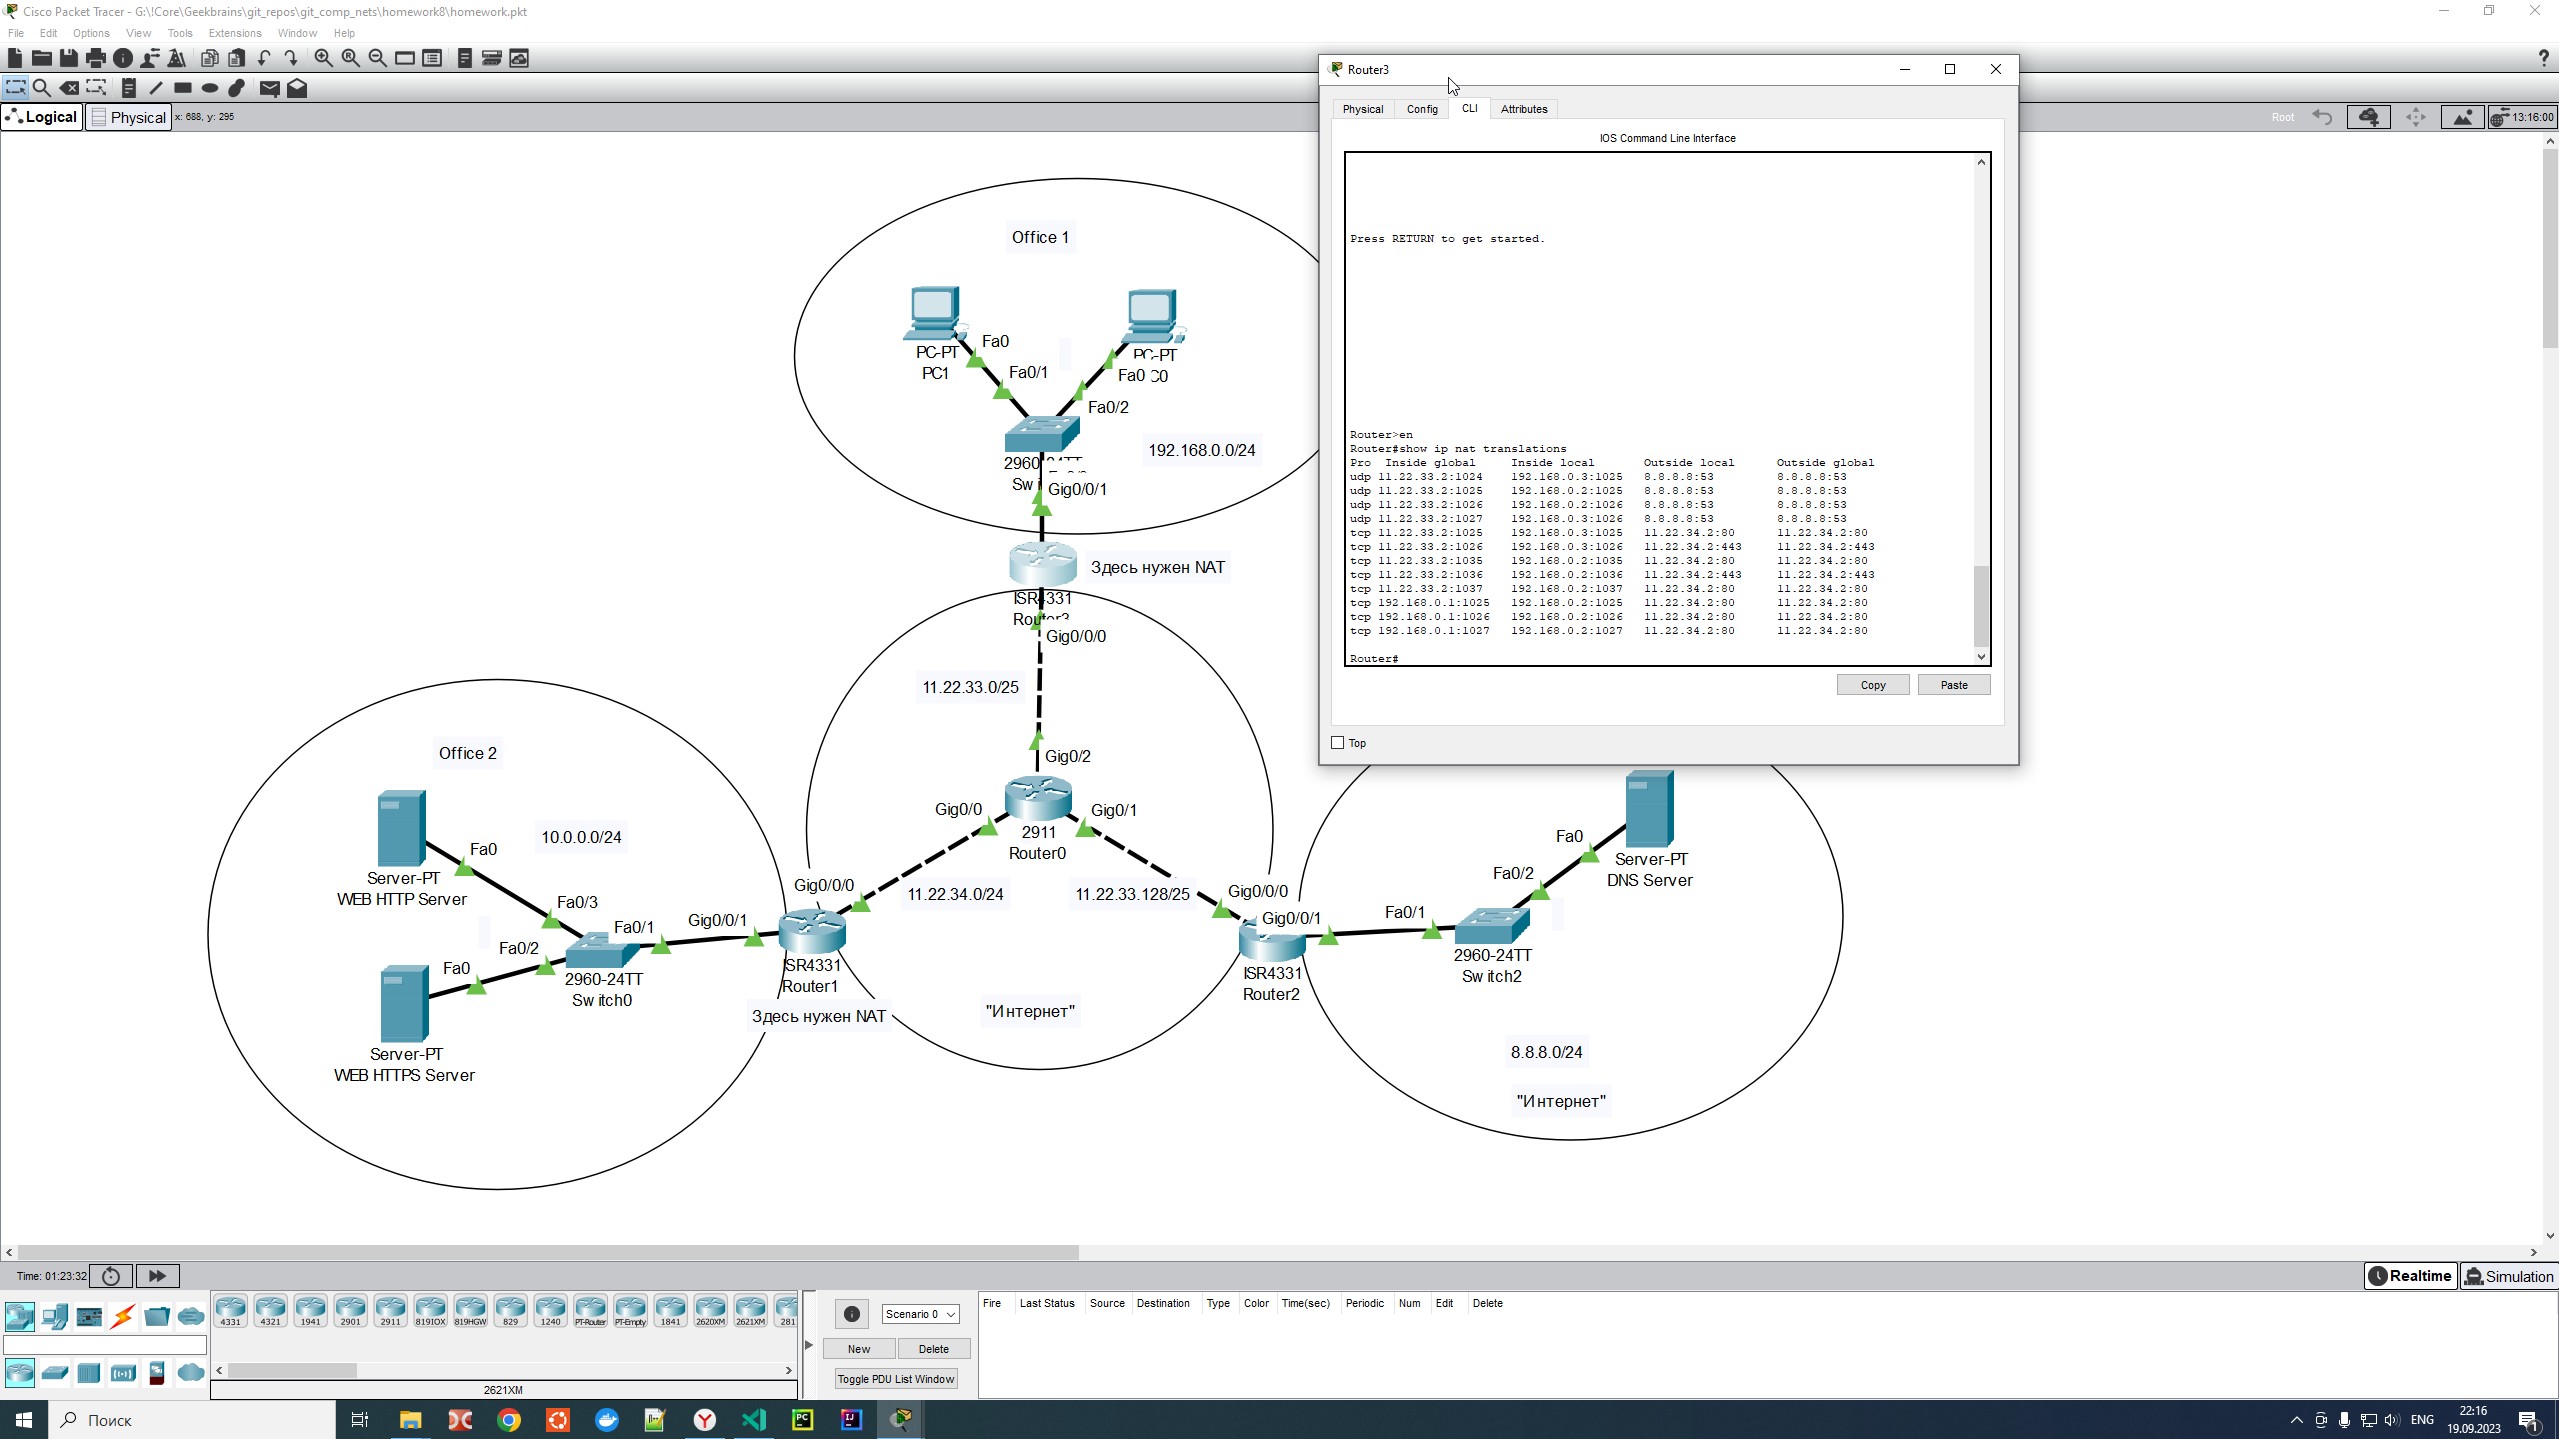 Cisco Packet Tracer - G:\!Core\Geekbrains\git_repos\git_comp_nets\homework8\homework.pkt
File Edit Options View Tools Extensions Window Help
Logical Physical x: 688, y: 295
Root 13:16:00
Router3
Physical Config CLI Attributes
IOS Command Line Interface
Press RETURN to get started.
Router>en
Router#show ip nat translations
Pro Inside global Inside local Outside local Outside global
udp 11.22.33.2:1024 192.168.0.3:1025 8.8.8.8:53 8.8.8.8:53
udp 11.22.33.2:1025 192.168.0.2:1025 8.8.8.8:53 8.8.8.8:53
udp 11.22.33.2:1026 192.168.0.2:1026 8.8.8.8:53 8.8.8.8:53
udp 11.22.33.2:1027 192.168.0.3:1026 8.8.8.8:53 8.8.8.8:53
tcp 11.22.33.2:1025 192.168.0.3:1025 11.22.34.2:80 11.22.34.2:80
tcp 11.22.33.2:1026 192.168.0.3:1026 11.22.34.2:443 11.22.34.2:443
tcp 11.22.33.2:1035 192.168.0.2:1035 11.22.34.2:80 11.22.34.2:80
tcp 11.22.33.2:1036 192.168.0.2:1036 11.22.34.2:443 11.22.34.2:443
tcp 11.22.33.2:1037 192.168.0.2:1037 11.22.34.2:80 11.22.34.2:80
tcp 192.168.0.1:1025 192.168.0.2:1025 11.22.34.2:80 11.22.34.2:80
tcp 192.168.0.1:1026 192.168.0.2:1026 11.22.34.2:80 11.22.34.2:80
tcp 192.168.0.1:1027 192.168.0.2:1027 11.22.34.2:80 11.22.34.2:80
Router#
Copy Paste
Top
Office 1
Fa0
PC-PT
PC1
Fa0/1
PC-PT
Fa0 C0
Fa0/2
192.168.0.0/24
Gig0/0/1
Здесь нужен NAT
ISR4331
Router3
Gig0/0/0
11.22.33.0/25
Gig0/2
Gig0/0
Gig0/1
2911
Router0
11.22.34.0/24
11.22.33.128/25
"Интернет"
Office 2
10.0.0.0/24
Fa0
Server-PT
WEB HTTP Server
Fa0/3
Fa0/1
Gig0/0/1
Gig0/0/0
Fa0/2
Fa0
2960-24TT
Switch0
ISR4331
Router1
Здесь нужен NAT
Server-PT
WEB HTTPS Server
Gig0/0/0
Gig0/0/1
ISR4331
Router2
Fa0/1
Fa0/2
Fa0
2960-24TT
Switch2
Server-PT
DNS Server
8.8.8.0/24
"Интернет"
Time: 01:23:32
Realtime Simulation
4331 4321 1941 2901 2911 819IOX 819HGW 829 1240 PT-Router PT-Empty 1841 2620XM 2621XM 281
2621XM
Scenario 0
New Delete
Toggle PDU List Window
Fire Last Status Source Destination Type Color Time(sec) Periodic Num Edit Delete
Поиск
ENG
22:16
19.09.2023
1